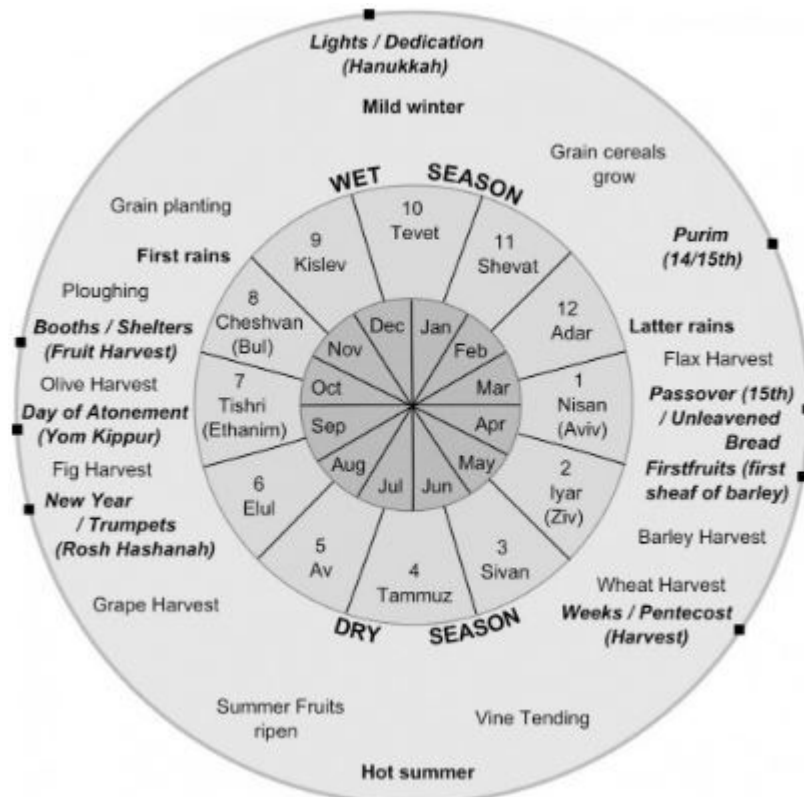 Lights / Dedication
(Hanukkah)
Mild winter
Grain cereals
grow
WET SEASON
Grain planting
First rains
Ploughing
Booths / Shelters
(Fruit Harvest)
Olive Harvest
Day of Atonement
(Yom Kippur)
Fig Harvest
New Year
/ Trumpets
(Rosh Hashanah)
Grape Harvest
Purim
(14/15th)
Latter rains
Flax Harvest
Passover (15th)
/ Unleavened
Bread
Firstfruits (first
sheaf of barley)
Barley Harvest
Wheat Harvest
Weeks / Pentecost
(Harvest)
10
Tevet
11
Shevat
12
Adar
1
Nisan
(Aviv)
2
Iyar
(Ziv)
3
Sivan
4
Tammuz
5
Av
6
Elul
7
Tishri
(Ethanim)
8
Cheshvan
(Bul)
9
Kislev
Jan
Feb
Mar
Apr
May
Jun
Jul
Aug
Sep
Oct
Nov
Dec
DRY SEASON
Summer Fruits
ripen
Vine Tending
Hot summer